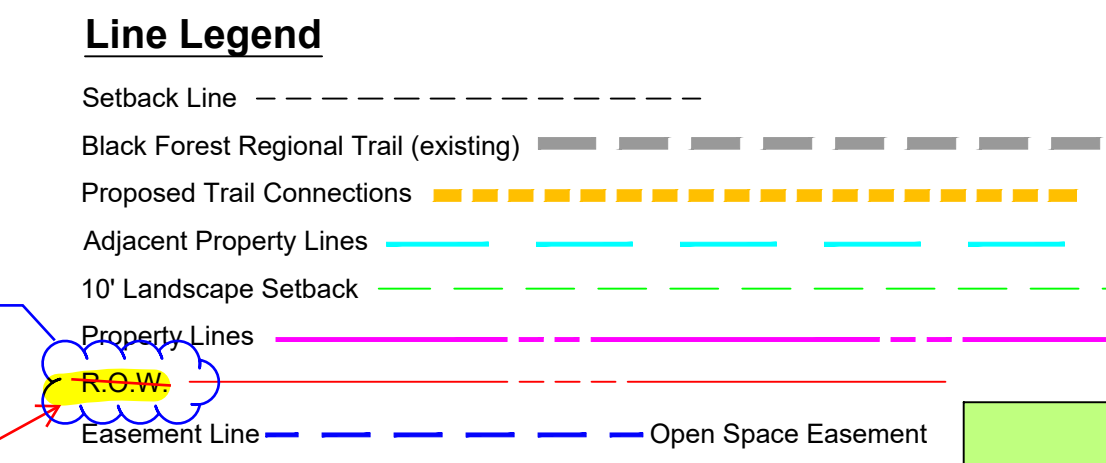 Line Legend
Setback Line
Black Forest Regional Trail (existing)
Proposed Trail Connections
Adjacent Property Lines
10' Landscape Setback
Property Lines
R.O.W.
Easement Line Open Space Easement